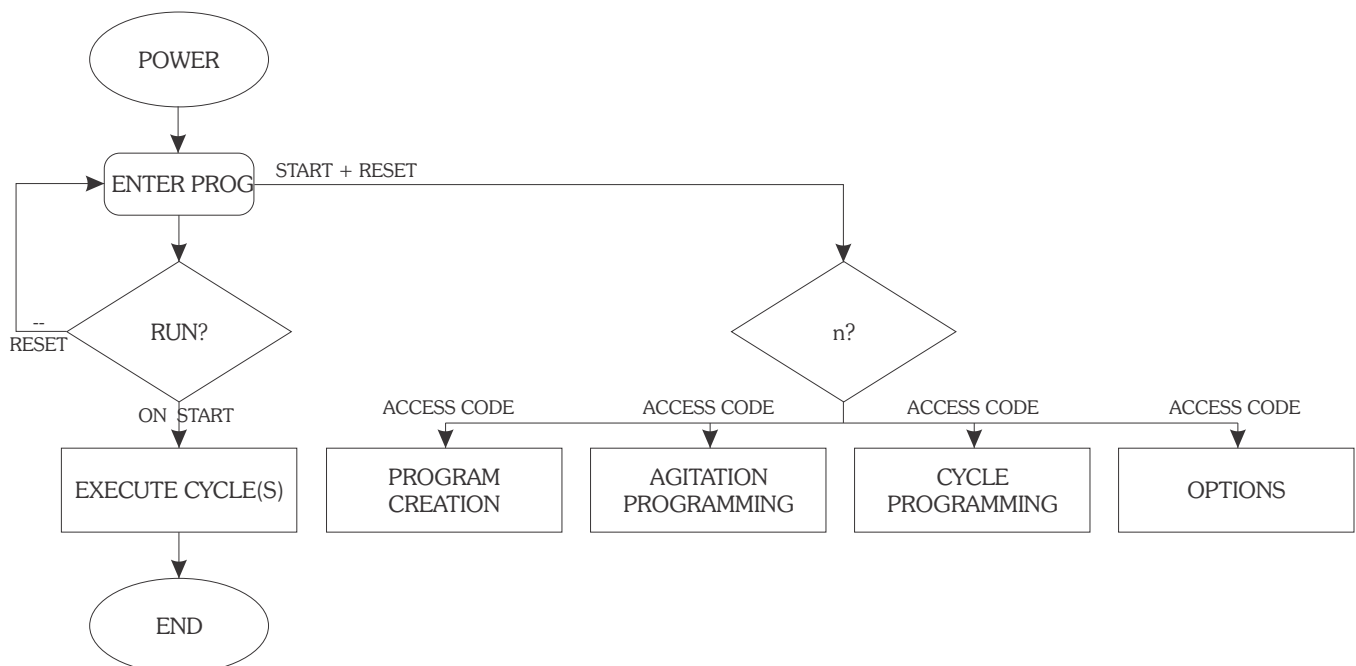 POWER
ENTER PROG
START + RESET
--
RESET
RUN?
n?
ON START
ACCESS CODE
ACCESS CODE
ACCESS CODE
ACCESS CODE
EXECUTE CYCLE(S)
PROGRAM
CREATION
AGITATION
PROGRAMMING
CYCLE
PROGRAMMING
OPTIONS
END